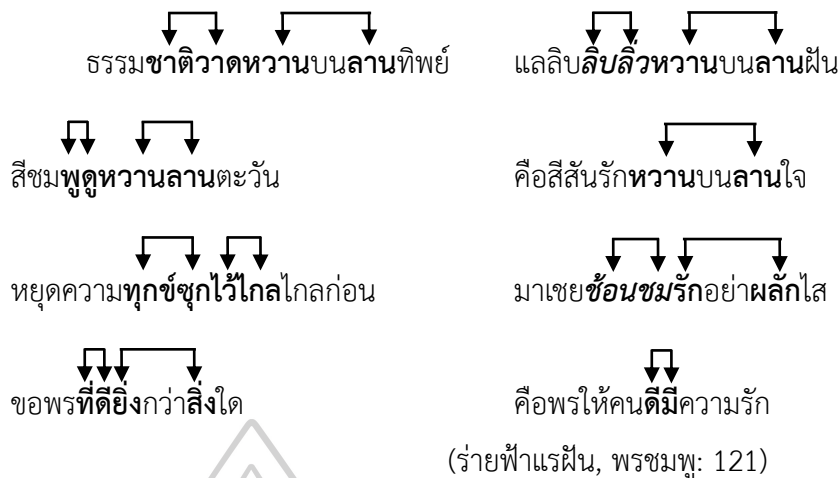 ธรรมชาติวาดหวานบนลานทิพย์ แลลิบลิบลิ่วหวานบนลานฝัน
สีชมพูดูหวานลานตะวัน คือสีสันรักหวานบนลานใจ
หยุดความทุกข์ซุกไว้ไกลไกลก่อน มาเชยช้อนชมรักอย่าผลักไส
ขอพรที่ดียิ่งกว่าสิ่งใด คือพรให้คนดีมีความรัก
(ร่ายฟ้าแรฝัน, พรชมพู: 121)